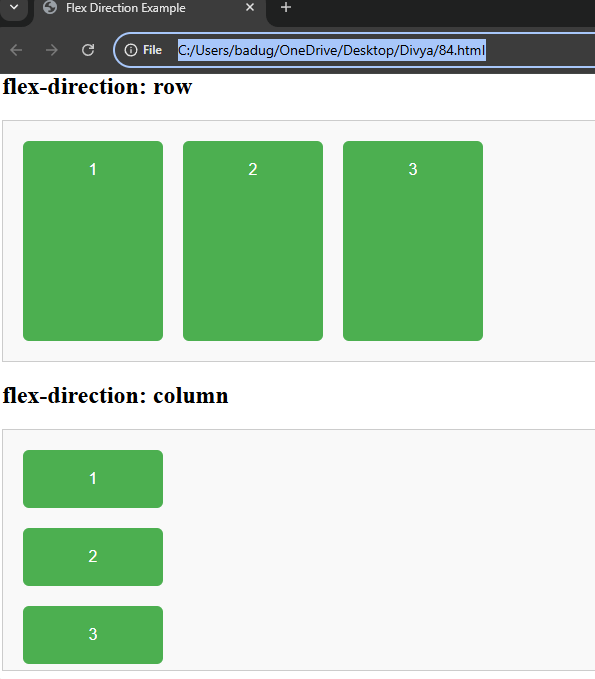 Flex Direction Example
File C:/Users/badug/OneDrive/Desktop/Divya/84.html
flex-direction: row
1 2 3
flex-direction: column
1
2
3